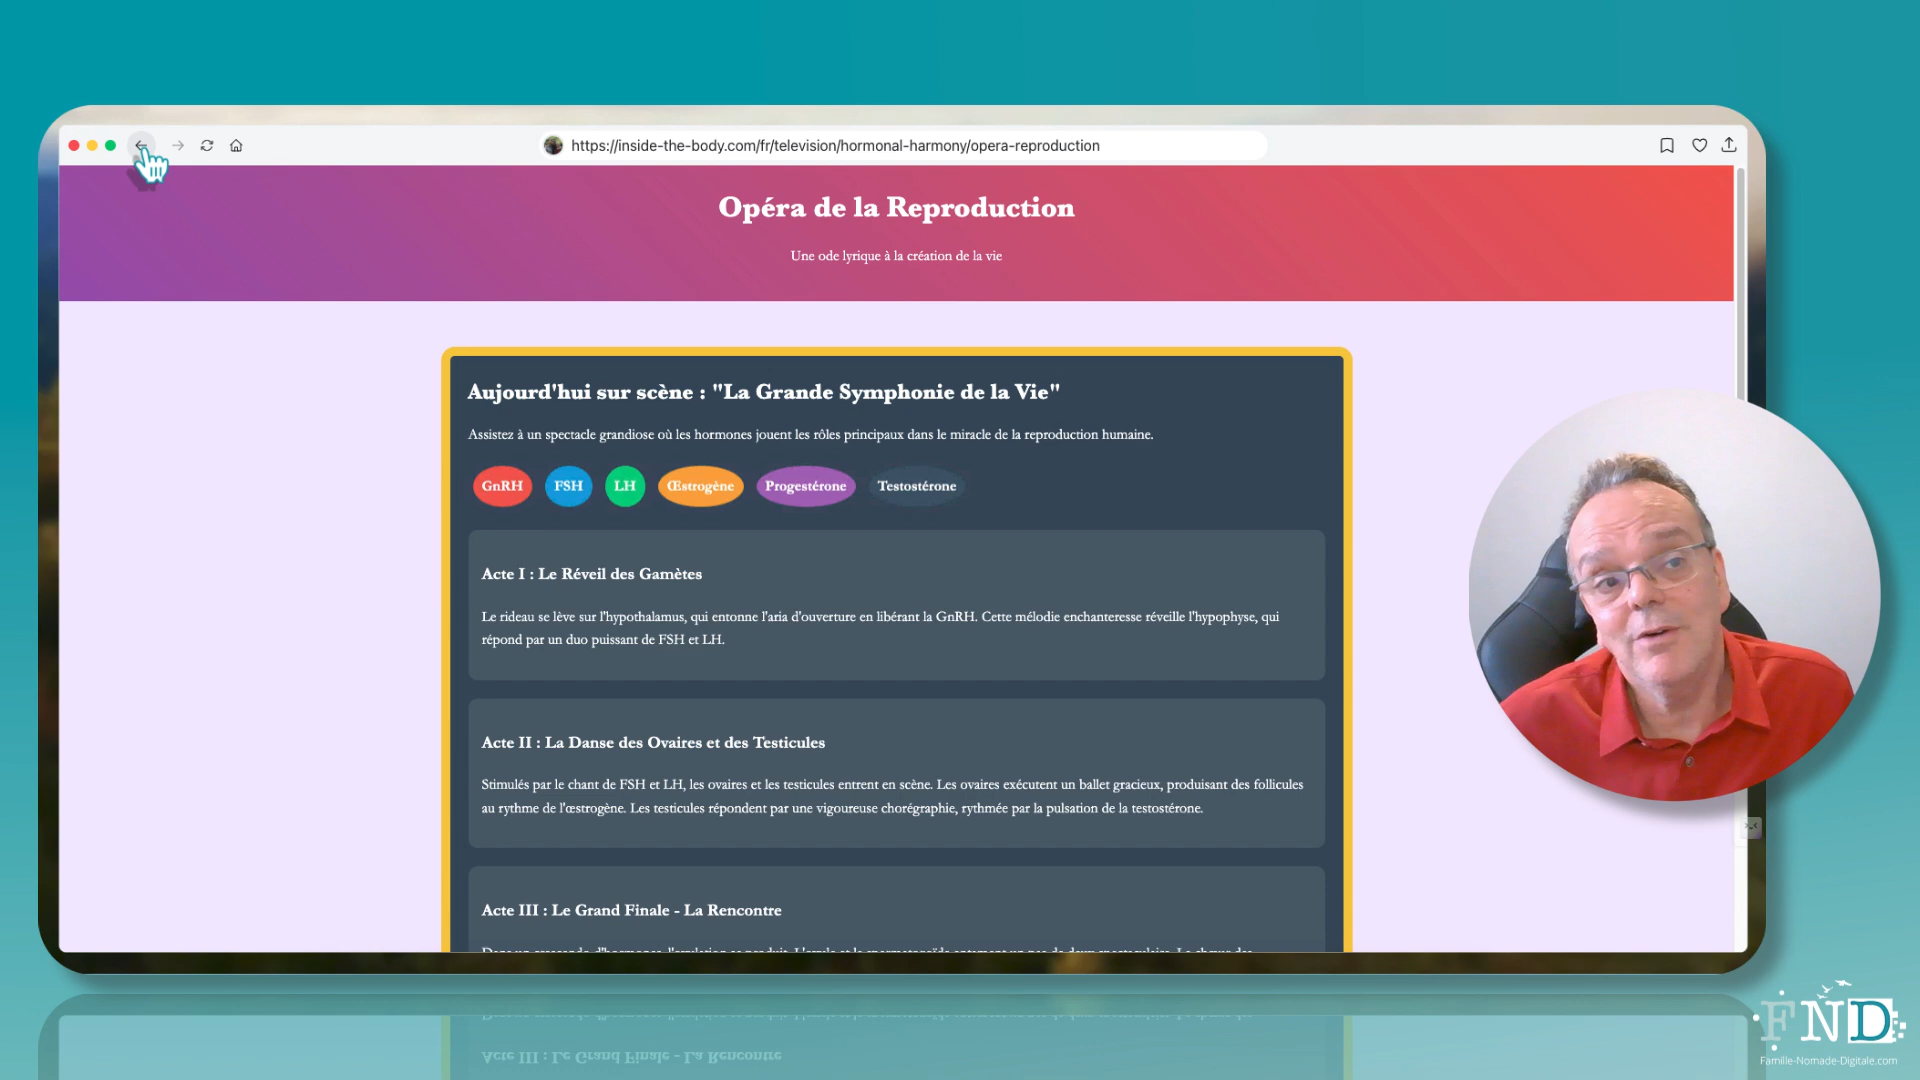 https://inside-the-body.com/fr/television/hormonal-harmony/opera-reproduction
Opéra de la Reproduction
Une ode lyrique à la création de la vie
Aujourd'hui sur scène : "La Grande Symphonie de la Vie"
Assistez à un spectacle grandiose où les hormones jouent les rôles principaux dans le miracle de la reproduction humaine.
GnRH FSH LH Œstrogène Progestérone Testostérone
Acte I : Le Réveil des Gamètes
Le rideau se lève sur l'hypothalamus, qui entonne l'aria d'ouverture en libérant la GnRH. Cette mélodie enchanteresse réveille l'hypophyse, qui
répond par un duo puissant de FSH et LH.
Acte II : La Danse des Ovaires et des Testicules
Stimulés par le chant de FSH et LH, les ovaires et les testicules entrent en scène. Les ovaires exécutent un ballet gracieux, produisant des follicules
au rythme de l'œstrogène. Les testicules répondent par une vigoureuse chorégraphie, rythmée par la pulsation de la testostérone.
Acte III : Le Grand Finale - La Rencontre
FND
Famille-Nomade-Digitale.com